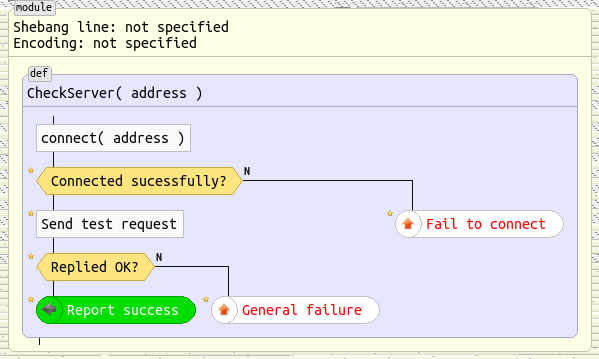 module
Shebang line: not specified
Encoding: not specified
def
CheckServer( address )
connect( address )
Connected sucessfully?
N
Send test request
Fail to connect
Replied OK?
N
Report success
General failure